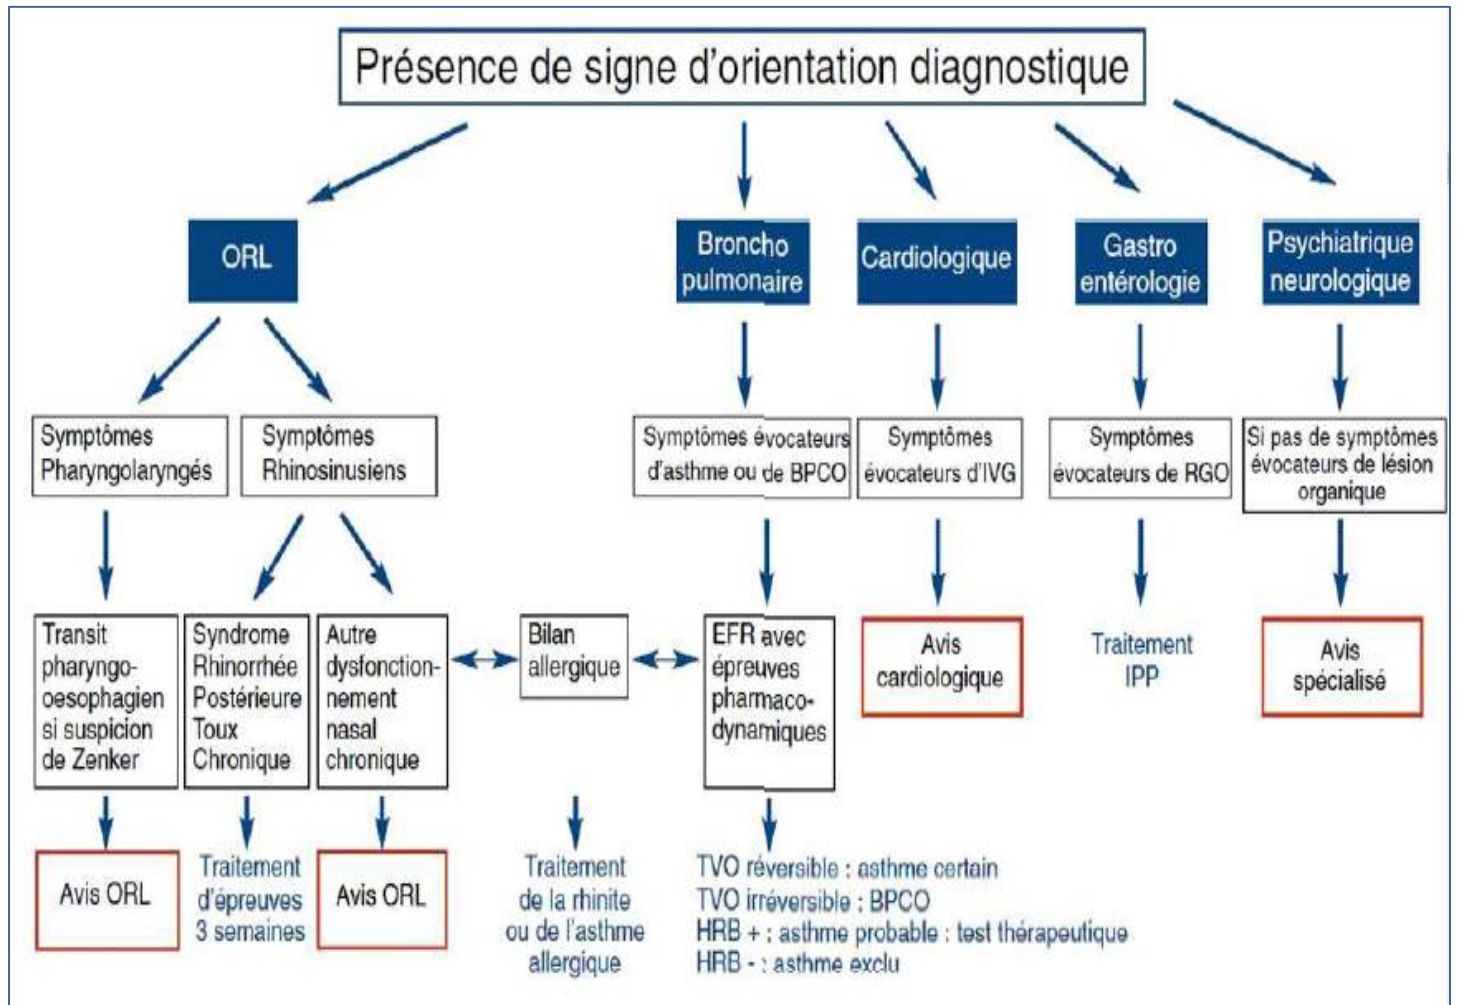 Présence de signe d'orientation diagnostique
ORL
Broncho
pulmonaire
Cardiologique
Gastro
entérologie
Psychiatrique
neurologique
Symptômes
Pharyngolaryngés
Symptômes
Rhinosinusiens
Symptômes évocateurs
d'asthme ou de BPCO
Symptômes
évocateurs d'IVG
Symptômes
évocateurs de RGO
Si pas de symptômes
évocateurs de lésion
organique
Transit
pharyngo-
oesophagien
si suspicion
de Zenker
Syndrome
Rhinorrhée
Postérieure
Toux
Chronique
Autre
dysfonction-
nement
nasal
chronique
Bilan
allergique
EFR avec
épreuves
pharmaco-
dynamiques
Avis
cardiologique
Traitement
IPP
Avis
spécialisé
Avis ORL
Traitement
d'épreuves
3 semaines
Avis ORL
Traitement
de la rhinite
ou de l'asthme
allergique
TVO réversible : asthme certain
TVO irréversible : BPCO
HRB + : asthme probable : test thérapeutique
HRB - : asthme exclu